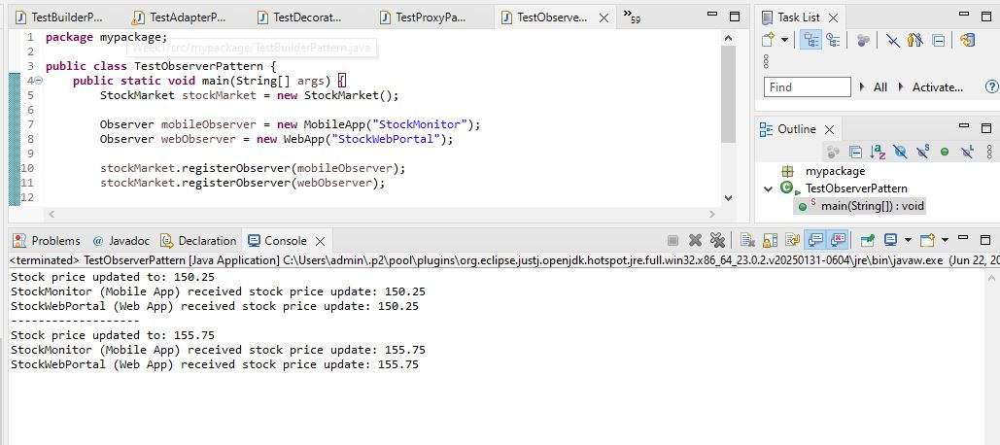 TestBuilderP...
TestAdapterP...
TestDecorat...
TestProxyPa...
TestObserve...
»59
Task List
1 package mypackage;
Week1/src/mypackage/TestBuilderPattern.java
2
3 public class TestObserverPattern {
4 public static void main(String[] args) {
5 StockMarket stockMarket = new StockMarket();
6
7 Observer mobileObserver = new MobileApp("StockMonitor");
8 Observer webObserver = new WebApp("StockWebPortal");
9
10 stockMarket.registerObserver(mobileObserver);
11 stockMarket.registerObserver(webObserver);
12
Find
All
Activate...
Outline
mypackage
TestObserverPattern
main(String[]) : void
Problems
Javadoc
Declaration
Console
<terminated> TestObserverPattern [Java Application] C:\Users\admin\.p2\pool\plugins\org.eclipse.justj.openjdk.hotspot.jre.full.win32.x86_64_23.0.2.v20250131-0604\jre\bin\javaw.exe (Jun 22, 20
Stock price updated to: 150.25
StockMonitor (Mobile App) received stock price update: 150.25
StockWebPortal (Web App) received stock price update: 150.25
-------------------
Stock price updated to: 155.75
StockMonitor (Mobile App) received stock price update: 155.75
StockWebPortal (Web App) received stock price update: 155.75